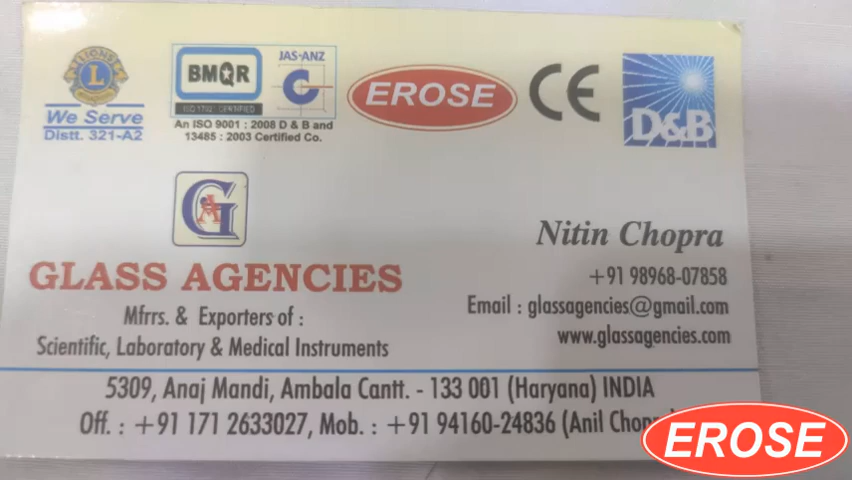 LIONS
L
We Serve
Distt. 321-A2
BMQR
CERTIFIED
JAS-ANZ
An ISO 9001 : 2008 D & B and
13485 : 2003 Certified Co.
EROSE
CE
D&B
GA
GLASS AGENCIES
Mfrrs. & Exporters of :
Scientific, Laboratory & Medical Instruments
Nitin Chopra
+91 98968-07858
Email : glassagencies@gmail.com
www.glassagencies.com
5309, Anaj Mandi, Ambala Cantt. - 133 001 (Haryana) INDIA
Off. : +91 171 2633027, Mob. : +91 94160-24836 (Anil
EROSE